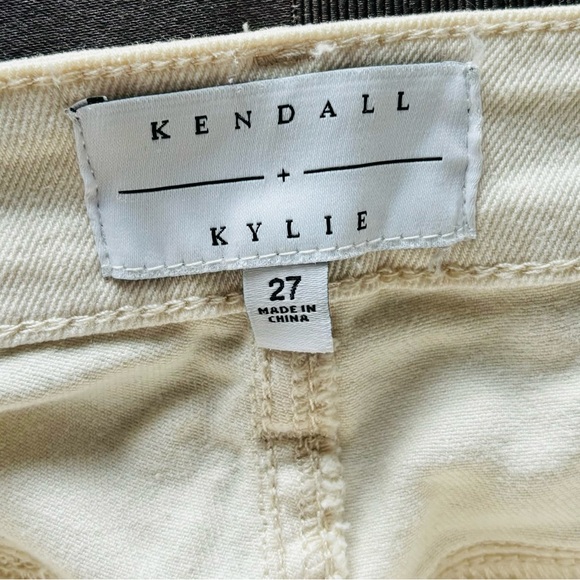 KENDALL
+
KYLIE
27
MADE IN
CHINA